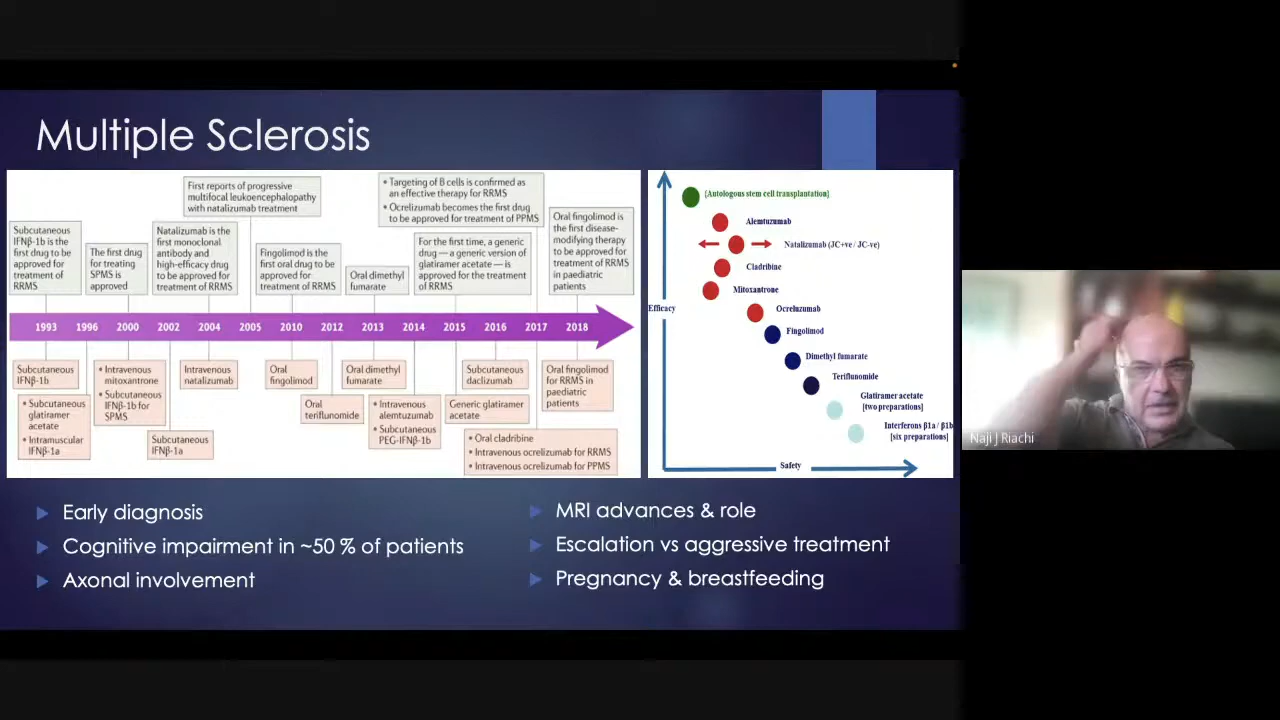 Multiple Sclerosis
First reports of progressive
multifocal leukoencephalopathy
with natalizumab treatment
• Targeting of B cells is confirmed as
an effective therapy for RRMS
• Ocrelizumab becomes the first drug
to be approved for treatment of PPMS
Subcutaneous
IFNβ-1b is the
first drug to be
approved for
treatment of
RRMS
The first drug
for treating
SPMS is
approved
Natalizumab is the
first monoclonal
antibody and
high-efficacy drug
to be approved for
treatment of RRMS
Fingolimod is the
first oral drug to be
approved for
treatment of RRMS
Oral dimethyl
fumarate
For the first time, a generic
drug — a generic version of
glatiramer acetate — is
approved for the treatment
of RRMS
Oral fingolimod is
the first disease-
modifying therapy
to be approved for
treatment of RRMS
in paediatric
patients
1993 1996 2000 2002 2004 2005 2010 2012 2013 2014 2015 2016 2017 2018
Subcutaneous
IFNβ-1b
• Subcutaneous
glatiramer
acetate
• Intramuscular
IFNβ-1a
• Intravenous
mitoxantrone
• Subcutaneous
IFNβ-1b for
SPMS
Subcutaneous
IFNβ-1a
Intravenous
natalizumab
Oral
fingolimod
Oral
teriflunomide
Oral dimethyl
fumarate
• Intravenous
alemtuzumab
• Subcutaneous
PEG-IFNβ-1b
Generic glatiramer
acetate
Subcutaneous
daclizumab
• Oral cladribine
• Intravenous ocrelizumab for RRMS
• Intravenous ocrelizumab for PPMS
Oral fingolimod
for RRMS in
paediatric
patients
[Autologous stem cell transplantation]
Alemtuzumab
Natalizumab (JC+ve / JC-ve)
Cladribine
Mitoxantrone
Efficacy
Ocrelizumab
Fingolimod
Dimethyl fumarate
Teriflunomide
Glatiramer acetate
[two preparations]
Interferons β1a / β1b
[six preparations]
Safety
Early diagnosis
Cognitive impairment in ~50 % of patients
Axonal involvement
MRI advances & role
Escalation vs aggressive treatment
Pregnancy & breastfeeding
Naji J Riachi